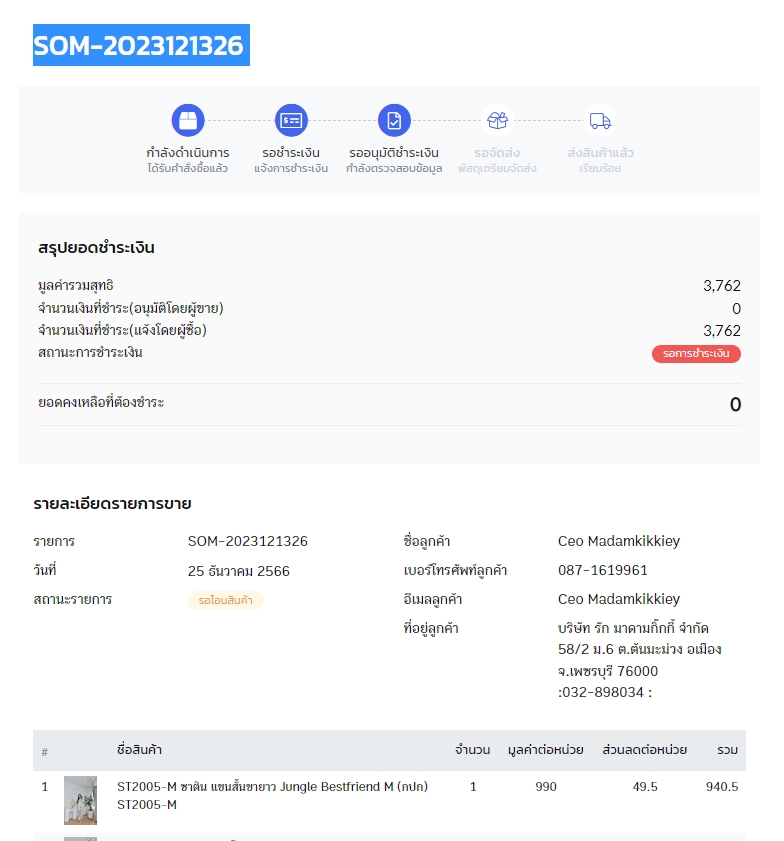 SOM-2023121326
กำลังดำเนินการ รอชำระเงิน รออนุมัติชำระเงิน รอจัดส่ง ส่งสินค้าแล้ว
ได้รับคำสั่งซื้อแล้ว แจ้งการชำระเงิน กำลังตรวจสอบข้อมูล พัสดุเตรียมจัดส่ง เรียบร้อย
สรุปยอดชำระเงิน
มูลค่ารวมสุทธิ 3,762
จำนวนเงินที่ชำระ(อนุมัติโดยผู้ขาย) 0
จำนวนเงินที่ชำระ(แจ้งโดยผู้ซื้อ) 3,762
สถานะการชำระเงิน รอการชำระเงิน
ยอดคงเหลือที่ต้องชำระ 0
รายละเอียดรายการขาย
รายการ SOM-2023121326 ชื่อลูกค้า Ceo Madamkikkiey
วันที่ 25 ธันวาคม 2566 เบอร์โทรศัพท์ลูกค้า 087-1619961
สถานะรายการ รอโอนสินค้า อีเมลลูกค้า Ceo Madamkikkiey
ที่อยู่ลูกค้า บริษัท รัก มาดามกิ๊กกี้ จำกัด
58/2 ม.6 ต.ต้นมะม่วง อเมือง
จ.เพชรบุรี 76000
:032-898034 :
# ชื่อสินค้า จำนวน มูลค่าต่อหน่วย ส่วนลดต่อหน่วย รวม
1 ST2005-M ซาติน แขนสั้นขายาว Jungle Bestfriend M (กปก) 1 990 49.5 940.5
ST2005-M